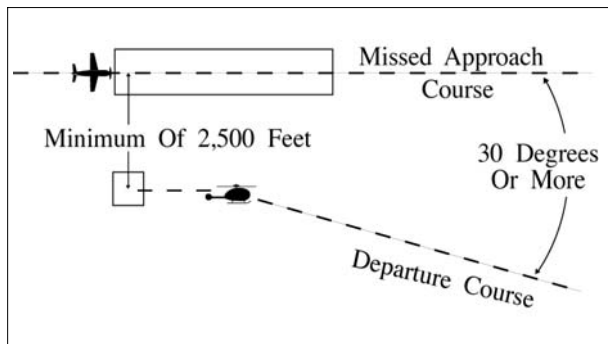 Missed Approach
Course
Minimum Of 2,500 Feet
30 Degrees
Or More
Departure Course